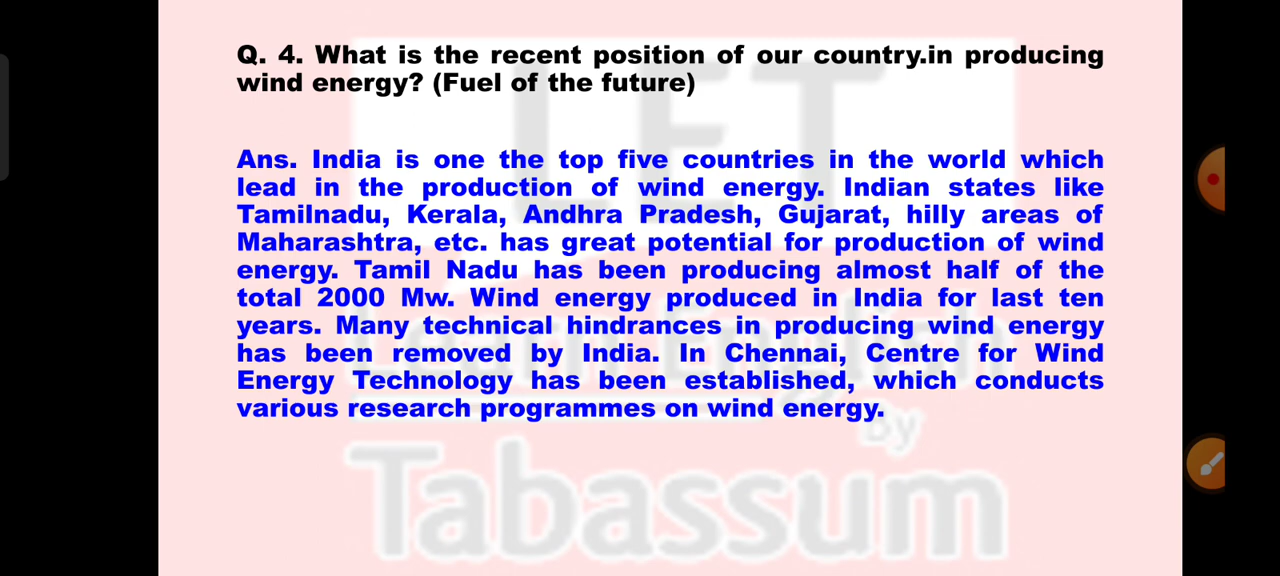 Q. 4. What is the recent position of our country.in producing
wind energy? (Fuel of the future)
Ans. India is one the top five countries in the world which
lead in the production of wind energy. Indian states like
Tamilnadu, Kerala, Andhra Pradesh, Gujarat, hilly areas of
Maharashtra, etc. has great potential for production of wind
energy. Tamil Nadu has been producing almost half of the
total 2000 Mw. Wind energy produced in India for last ten
years. Many technical hindrances in producing wind energy
has been removed by India. In Chennai, Centre for Wind
Energy Technology has been established, which conducts
various research programmes on wind energy.
LET
Learn English
By
Tabassum